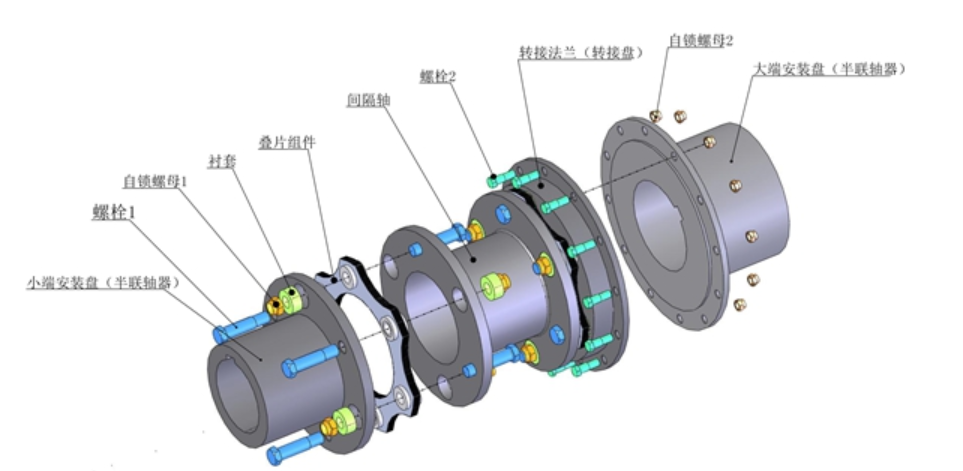 自锁螺母2
转接法兰（转接盘）
大端安装盘（半联轴器）
螺栓2
间隔轴
叠片组件
衬套
自锁螺母1
螺栓1
小端安装盘（半联轴器）